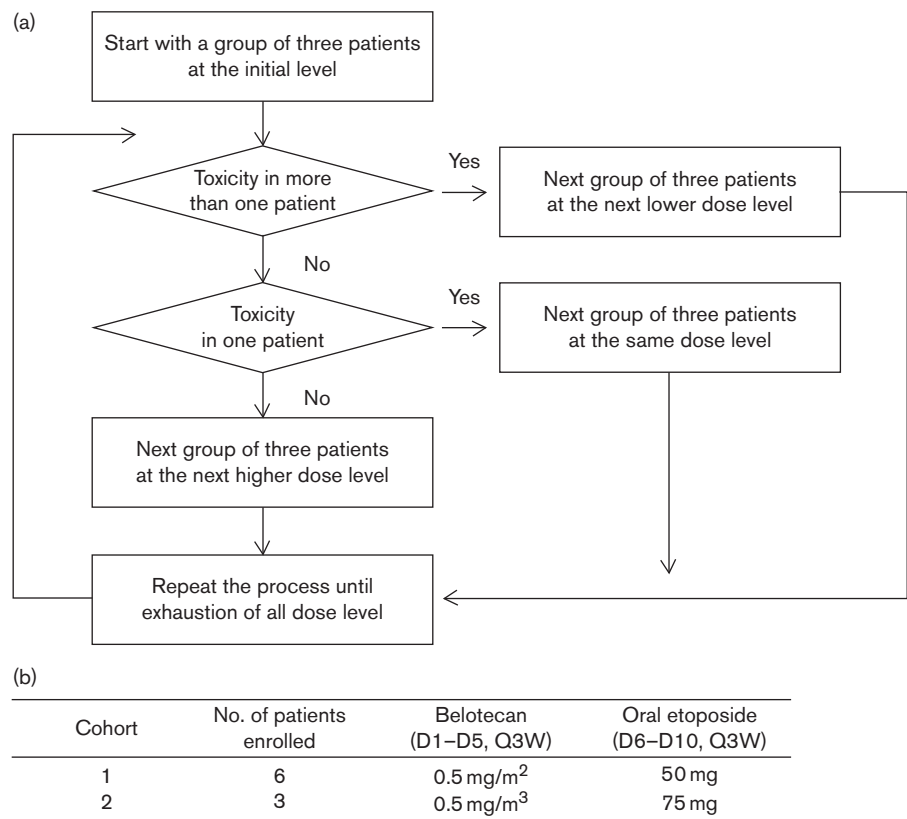 (a)
Start with a group of three patients
at the initial level
Toxicity in more
than one patient
Yes
Next group of three patients
at the next lower dose level
No
Toxicity
in one patient
Yes
Next group of three patients
at the same dose level
No
Next group of three patients
at the next higher dose level
Repeat the process until
exhaustion of all dose level
(b)
Cohort No. of patients enrolled Belotecan (D1–D5, Q3W) Oral etoposide (D6–D10, Q3W)
1 6 0.5 mg/m² 50 mg
2 3 0.5 mg/m³ 75 mg